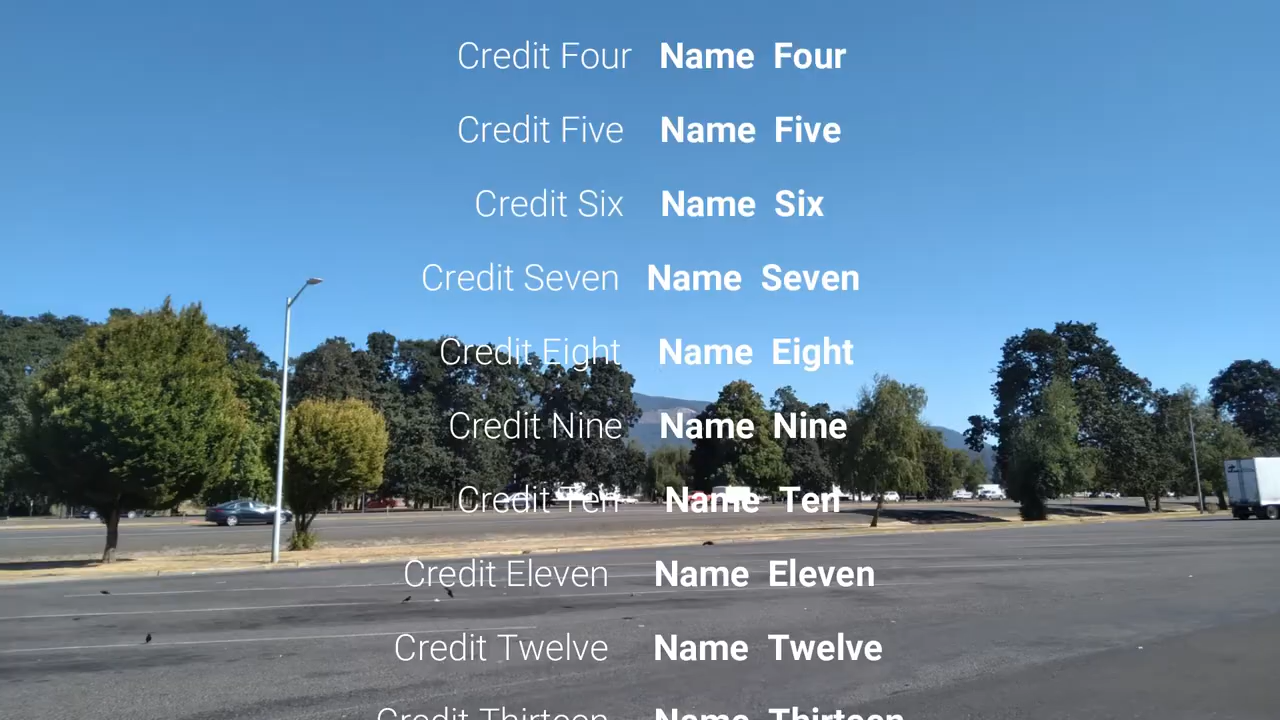 Credit Four Name Four
Credit Five Name Five
Credit Six Name Six
Credit Seven Name Seven
Credit Eight Name Eight
Credit Nine Name Nine
Credit Ten Name Ten
Credit Eleven Name Eleven
Credit Twelve Name Twelve
Credit Thirteen Name Thirteen